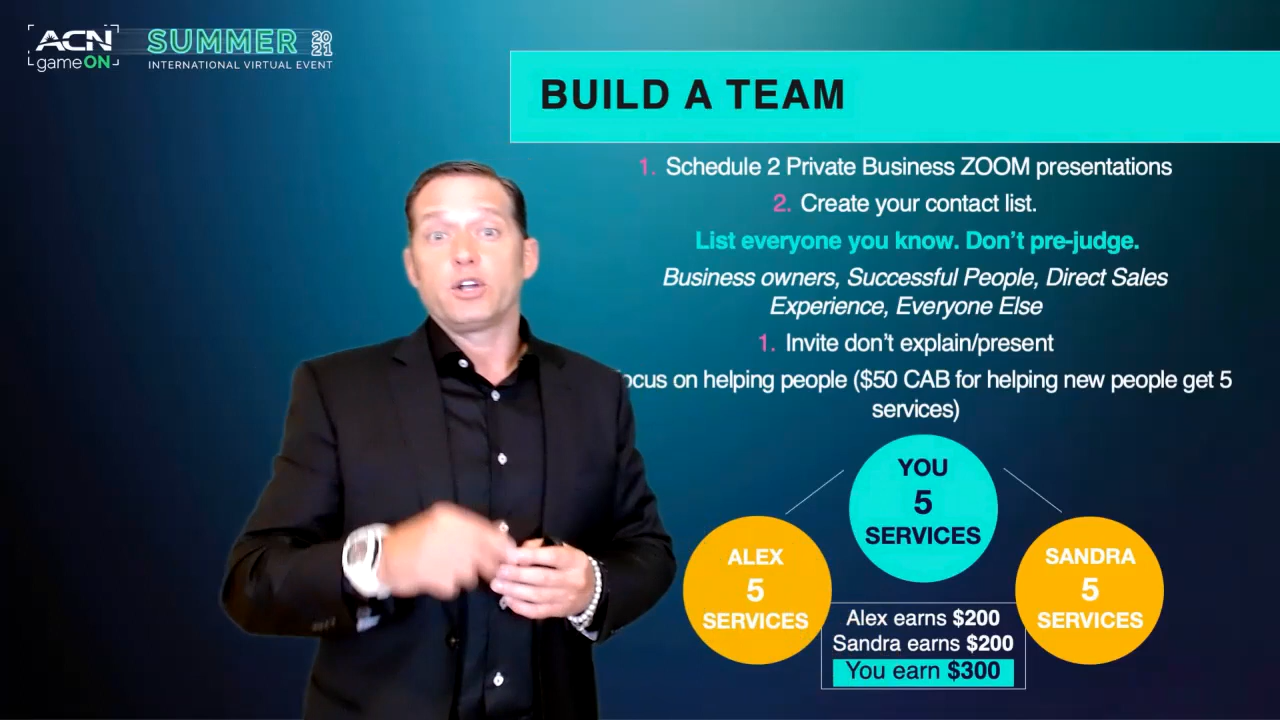 ACN
gameON
SUMMER 2021
INTERNATIONAL VIRTUAL EVENT
BUILD A TEAM
1. Schedule 2 Private Business ZOOM presentations
2. Create your contact list.
List everyone you know. Don't pre-judge.
Business owners, Successful People, Direct Sales
Experience, Everyone Else
1. Invite don't explain/present
on helping people ($50 CAB for helping new people get 5
services)
YOU
5
SERVICES
ALEX
5
SERVICES
SANDRA
5
SERVICES
Alex earns $200
Sandra earns $200
You earn $300